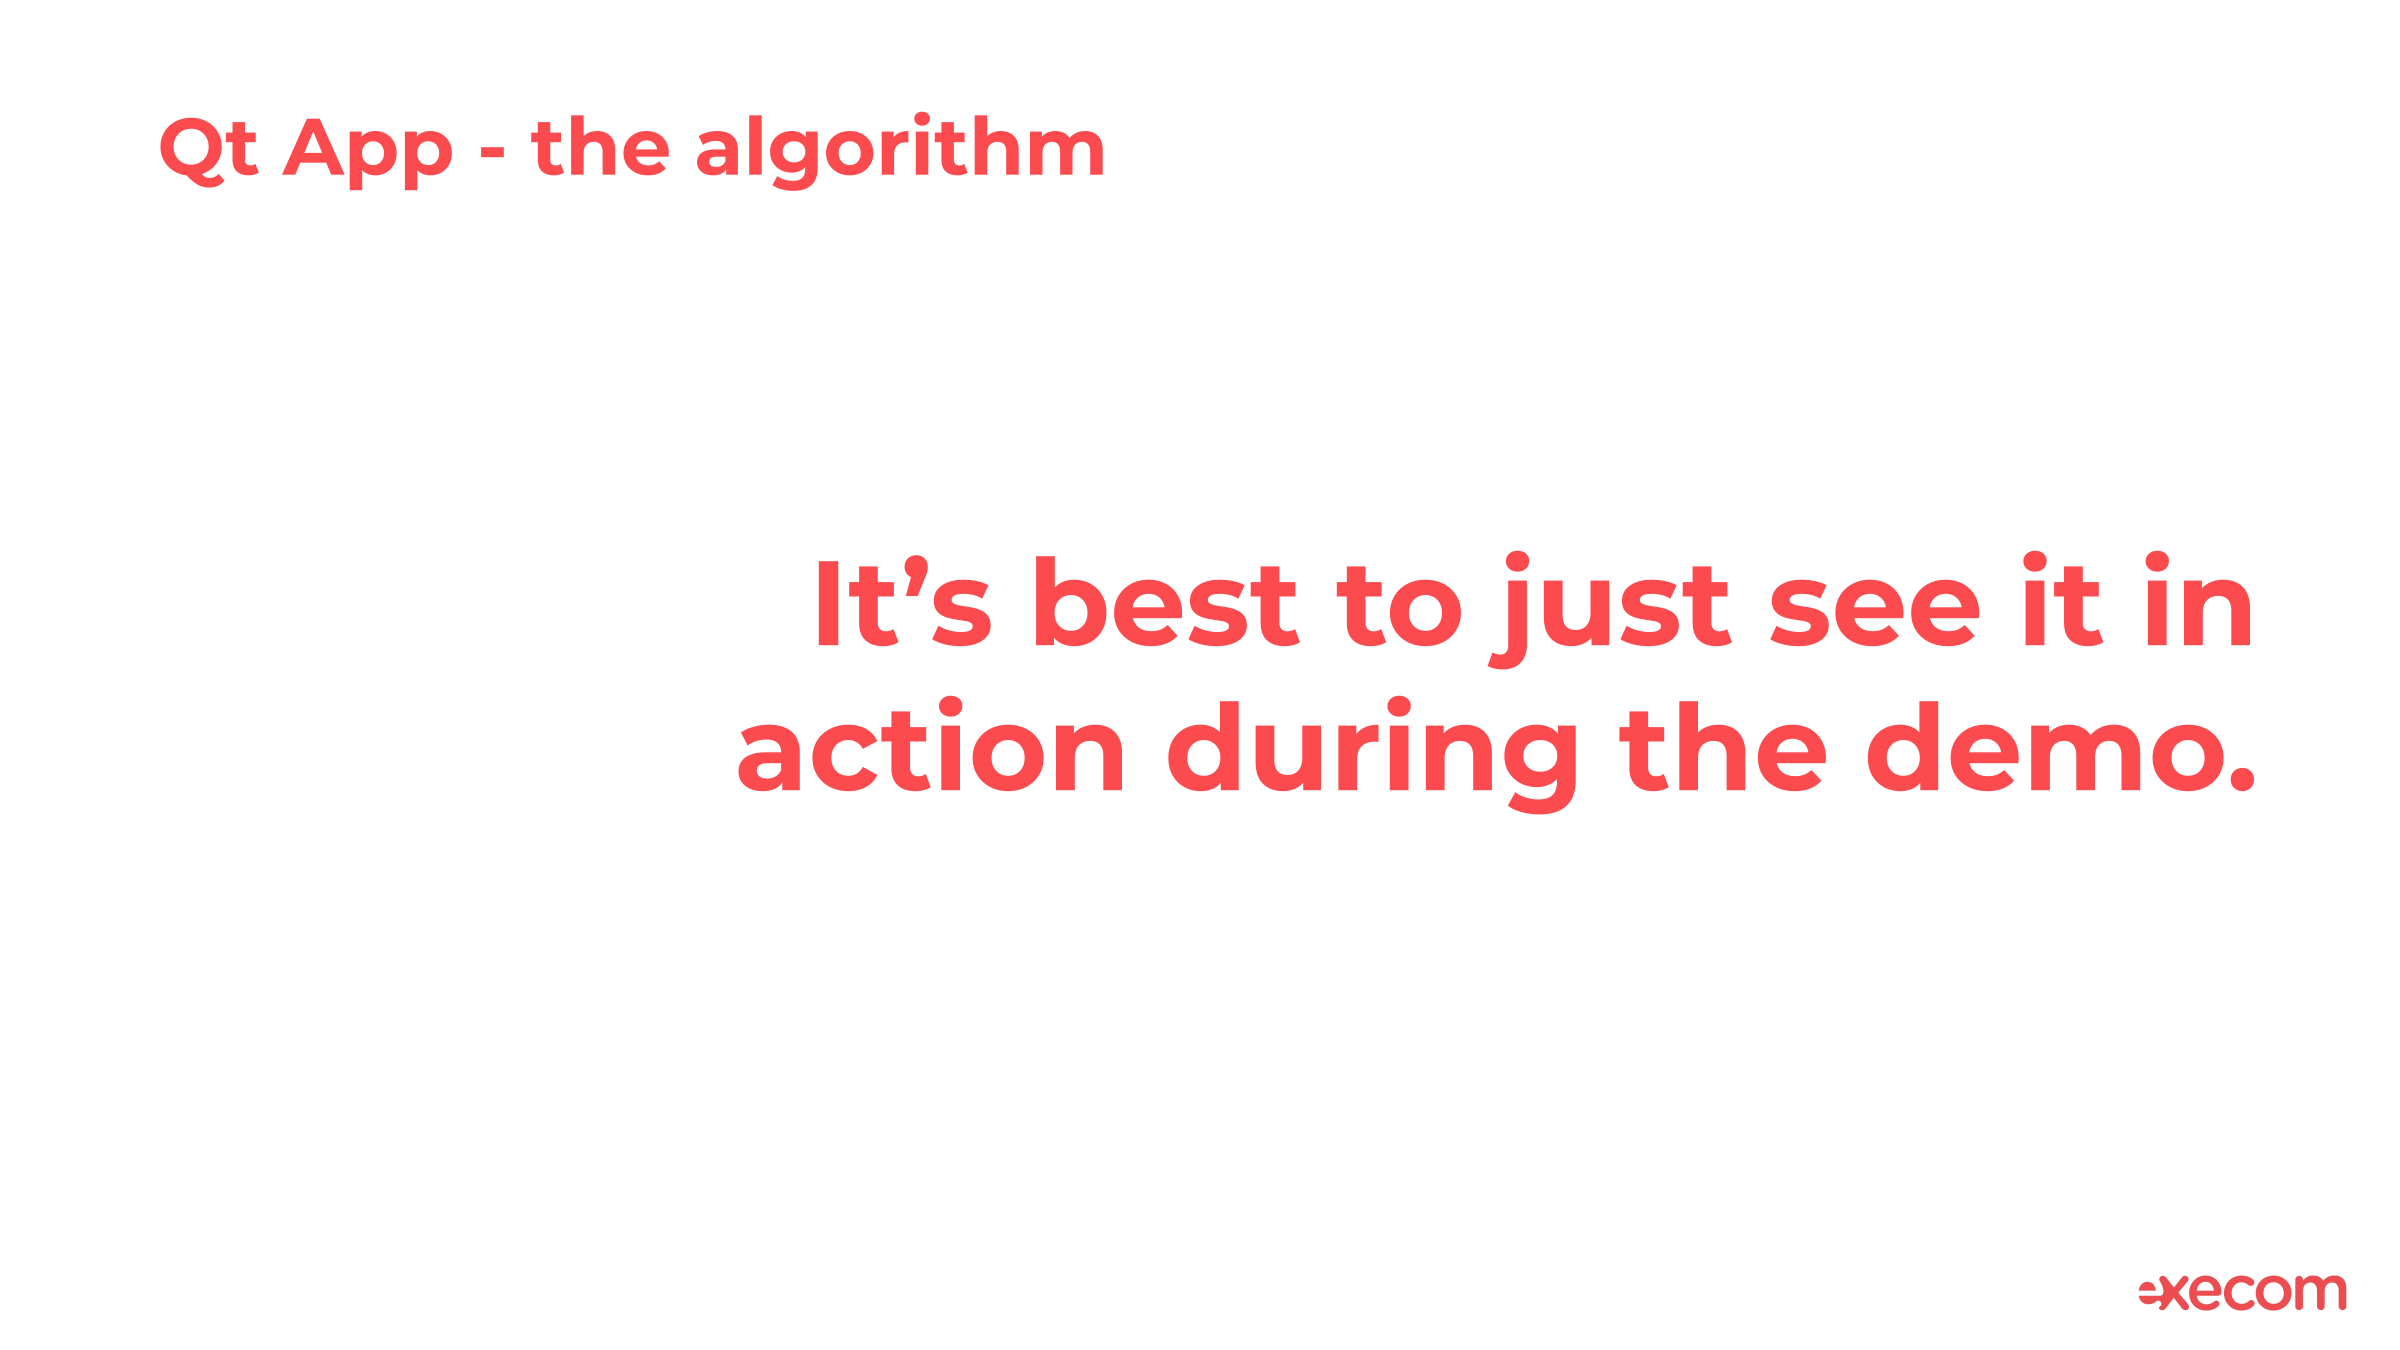 Qt App - the algorithm
It’s best to just see it in
action during the demo.
execom